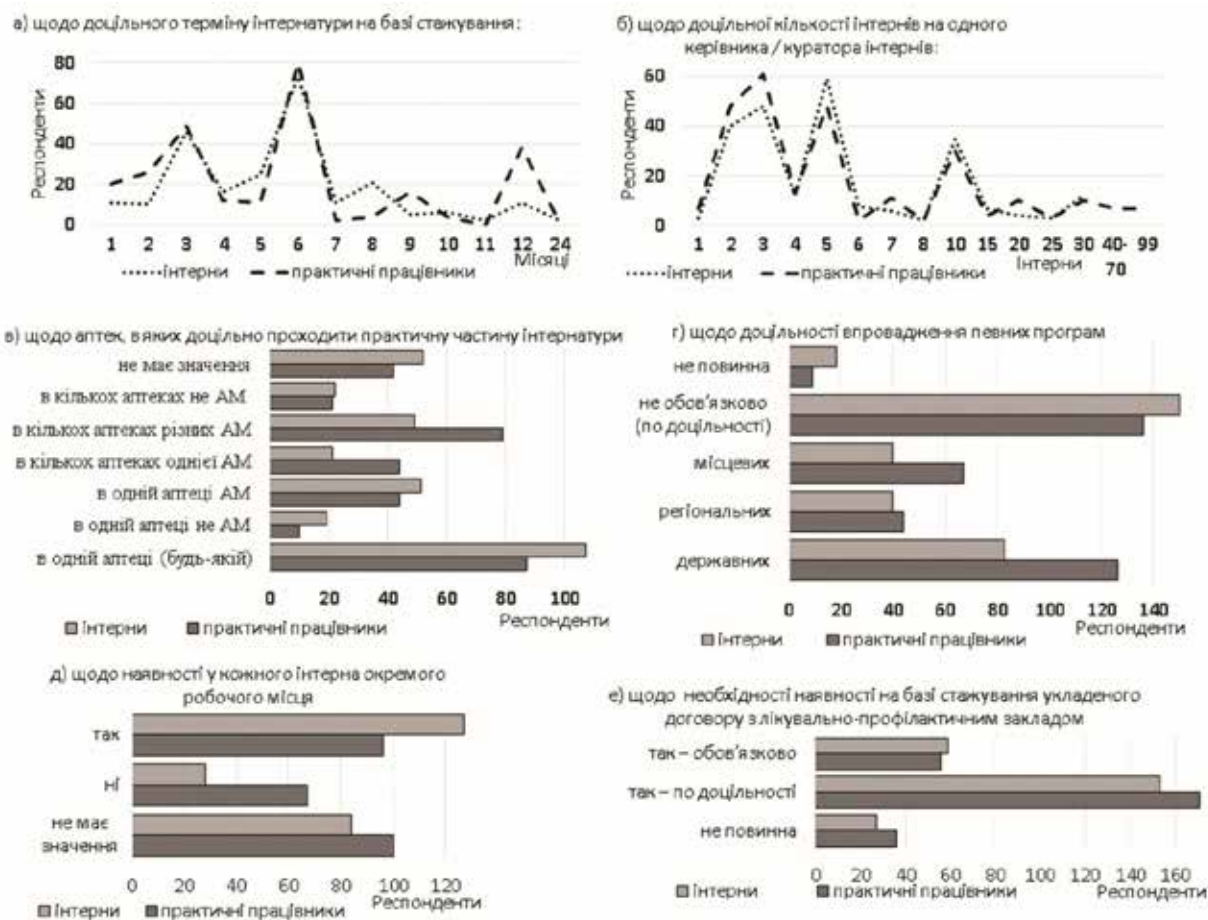 а) щодо доцільного терміну інтернатури на базі стажування:
Респонденти
80
60
40
20
0
1 2 3 4 5 6 7 8 9 10 11 12 24
Місяці
інтерни практичні працівники
б) щодо доцільної кількості інтернів на одного
керівника / куратора інтернів:
Респонденти
60
40
20
0
1 2 3 4 5 6 7 8 10 15 20 25 30 40- 99
Інтерни 70
інтерни практичні працівники
в) щодо аптек, в яких доцільно проходити практичну частину інтернатури
не має значення
в кількох аптеках не АМ
в кількох аптеках різних АМ
в кількох аптеках однієї АМ
в одній аптеці АМ
в одній аптеці не АМ
в одній аптеці (будь-якій)
0 20 40 60 80 100
Респонденти
інтерни практичні працівники
г) щодо доцільності впровадження певних програм
не повинна
не обов'язково
(по доцільності)
місцевих
регіональних
державних
0 20 40 60 80 100 120 140
Респонденти
інтерни практичні працівники
д) щодо наявності у кожного інтерна окремого
робочого місця
так
ні
не має
значення
0 20 40 60 80 100 120
Респонденти
інтерни практичні працівники
е) щодо необхідності наявності на базі стажування укладеного
договору з лікувально-профілактичним закладом
так – обов'язково
так – по доцільності
не повинна
0 20 40 60 80 100 120 140 160
Респонденти
інтерни практичні працівники